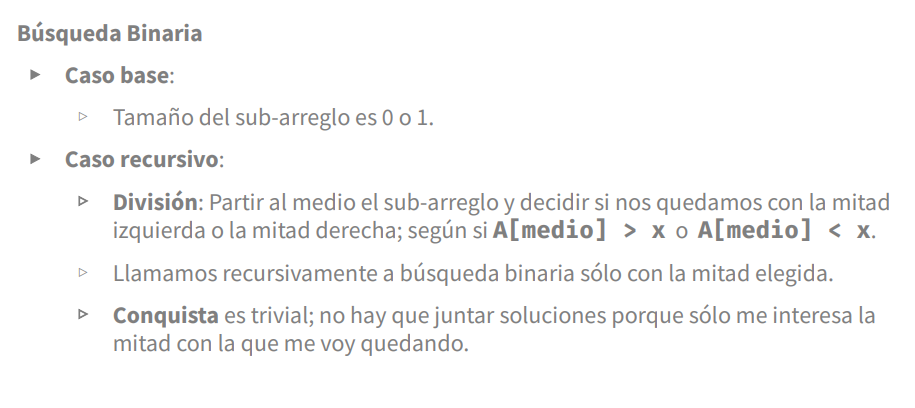 Búsqueda Binaria
► Caso base:
▷ Tamaño del sub-arreglo es 0 o 1.
► Caso recursivo:
▷ División: Partir al medio el sub-arreglo y decidir si nos quedamos con la mitad
izquierda o la mitad derecha; según si A[medio] > x o A[medio] < x.
▷ Llamamos recursivamente a búsqueda binaria sólo con la mitad elegida.
▷ Conquista es trivial; no hay que juntar soluciones porque sólo me interesa la
mitad con la que me voy quedando.